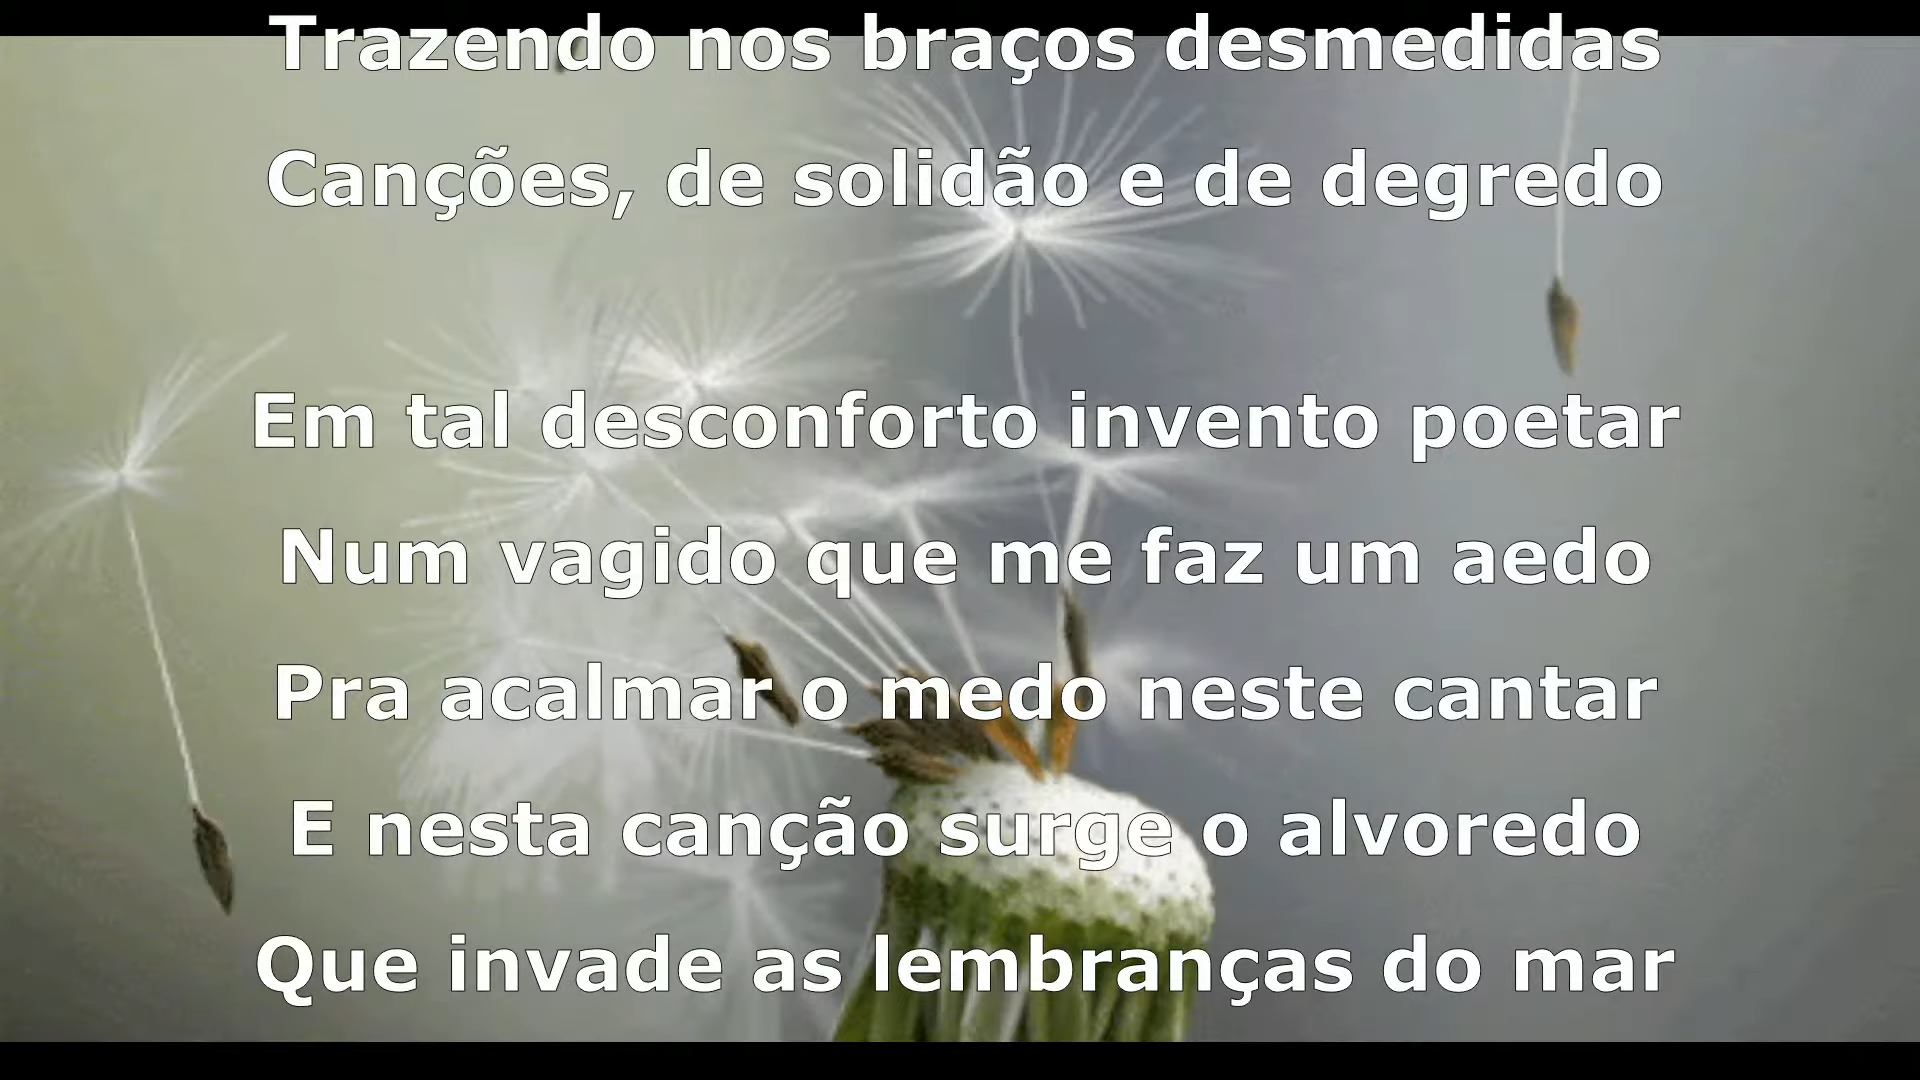 Trazendo nos braços desmedidas
Canções, de solidão e de degredo
Em tal desconforto invento poetar
Num vagido que me faz um aedo
Pra acalmar o medo neste cantar
E nesta canção surge o alvoredo
Que invade as lembranças do mar